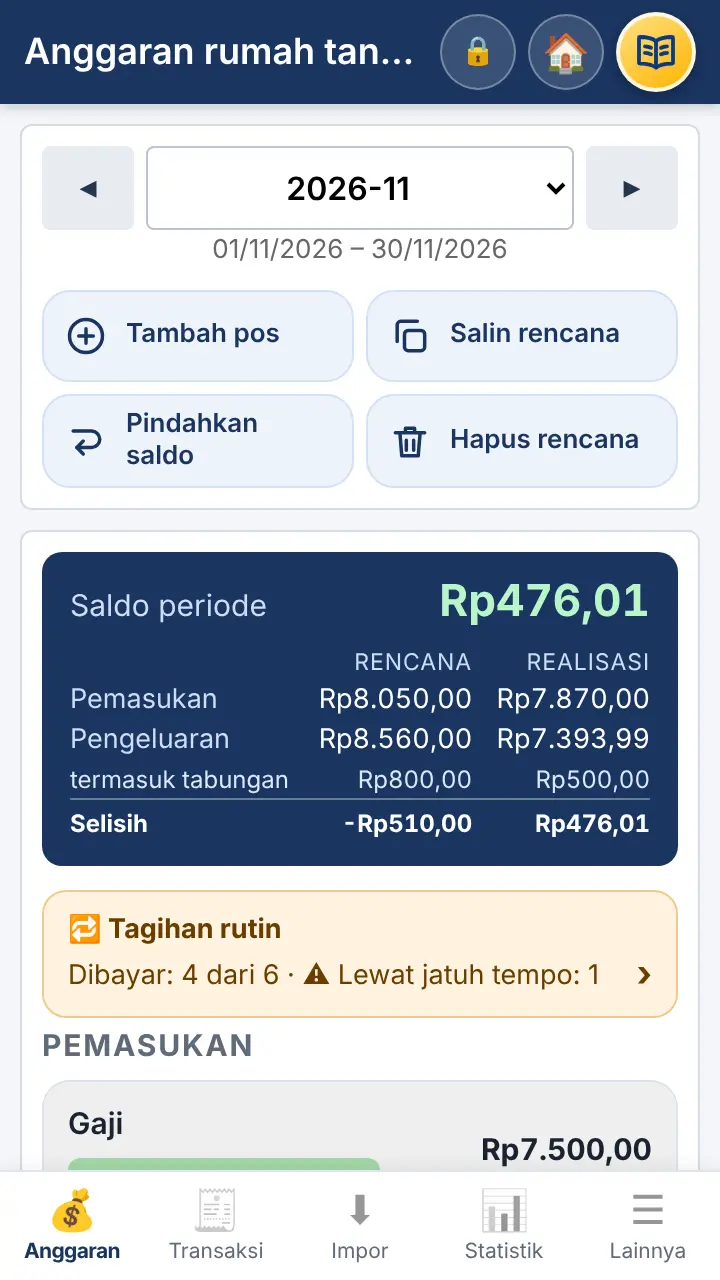 Anggaran rumah tan...
2026-11
01/11/2026 – 30/11/2026
Tambah pos
Salin rencana
Pindahkan
saldo
Hapus rencana
Saldo periode Rp476,01
RENCANA REALISASI
Pemasukan Rp8.050,00 Rp7.870,00
Pengeluaran Rp8.560,00 Rp7.393,99
termasuk tabungan Rp800,00 Rp500,00
Selisih -Rp510,00 Rp476,01
Tagihan rutin
Dibayar: 4 dari 6 · ⚠ Lewat jatuh tempo: 1 ›
PEMASUKAN
Gaji
Rp7.500,00
Anggaran Transaksi Impor Statistik Lainnya